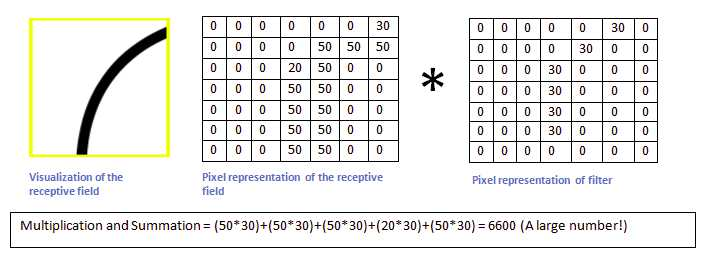 0 0 0 0 0 0 30
0 0 0 0 50 50 50
0 0 0 20 50 0 0
0 0 0 50 50 0 0
0 0 0 50 50 0 0
0 0 0 50 50 0 0
0 0 0 50 50 0 0
*
0 0 0 0 0 30 0
0 0 0 0 30 0 0
0 0 0 30 0 0 0
0 0 0 30 0 0 0
0 0 0 30 0 0 0
0 0 0 30 0 0 0
0 0 0 0 0 0 0
Visualization of the
receptive field
Pixel representation of the receptive
field
Pixel representation of filter
Multiplication and Summation = (50*30)+(50*30)+(50*30)+(20*30)+(50*30) = 6600 (A large number!)